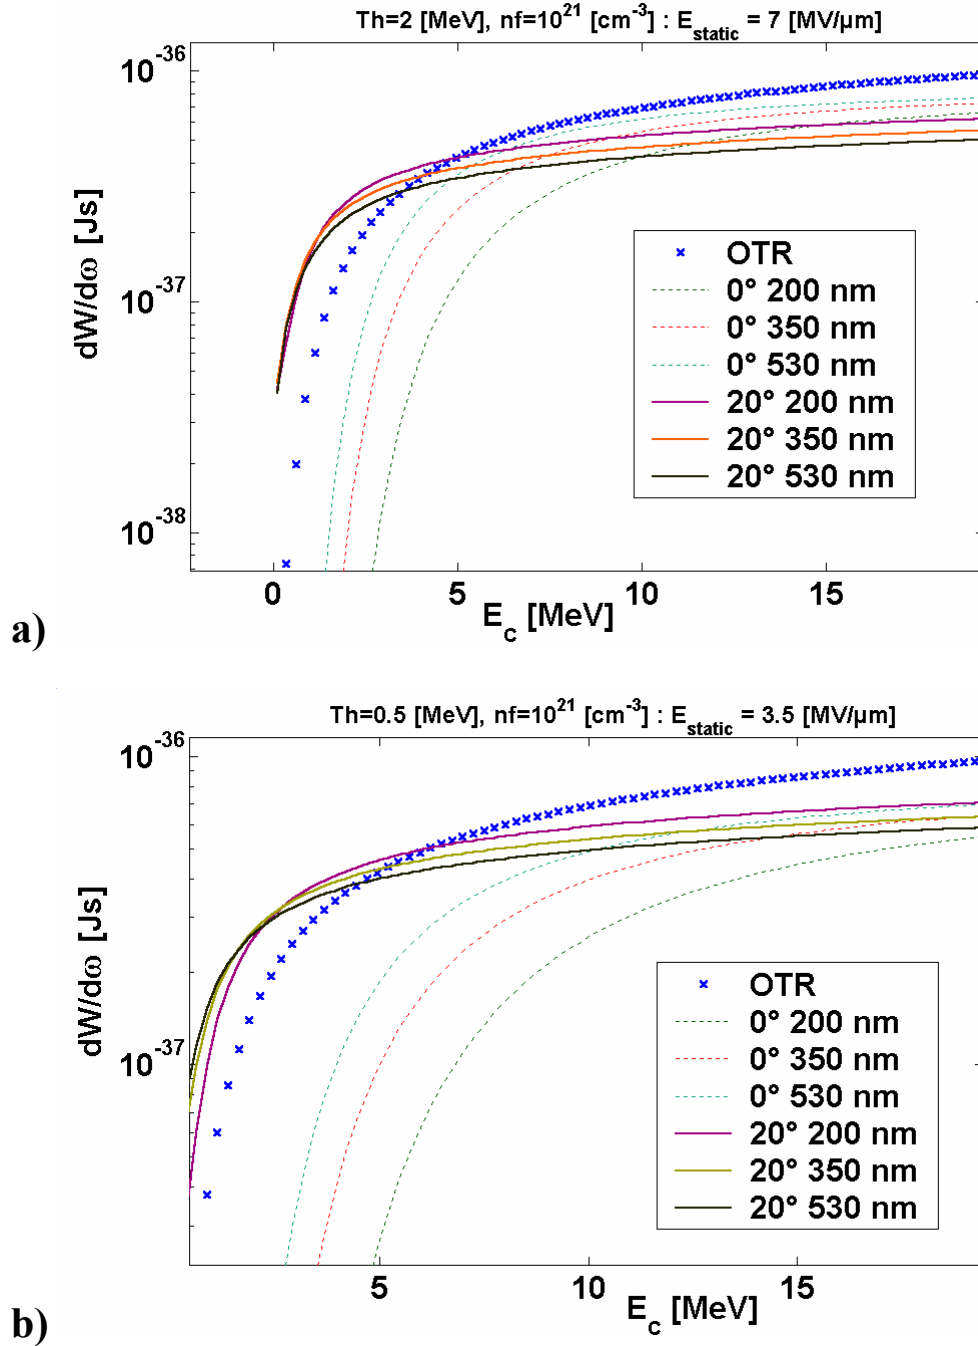 Th=2 [MeV], nf=10^21 [cm^-3] : E_static = 7 [MV/µm]
10^-36
10^-37
10^-38
dW/dω [Js]
OTR
0° 200 nm
0° 350 nm
0° 530 nm
20° 200 nm
20° 350 nm
20° 530 nm
0 5 10 15
E_c [MeV]
a)
Th=0.5 [MeV], nf=10^21 [cm^-3] : E_static = 3.5 [MV/µm]
10^-36
10^-37
dW/dω [Js]
OTR
0° 200 nm
0° 350 nm
0° 530 nm
20° 200 nm
20° 350 nm
20° 530 nm
5 10 15
E_c [MeV]
b)